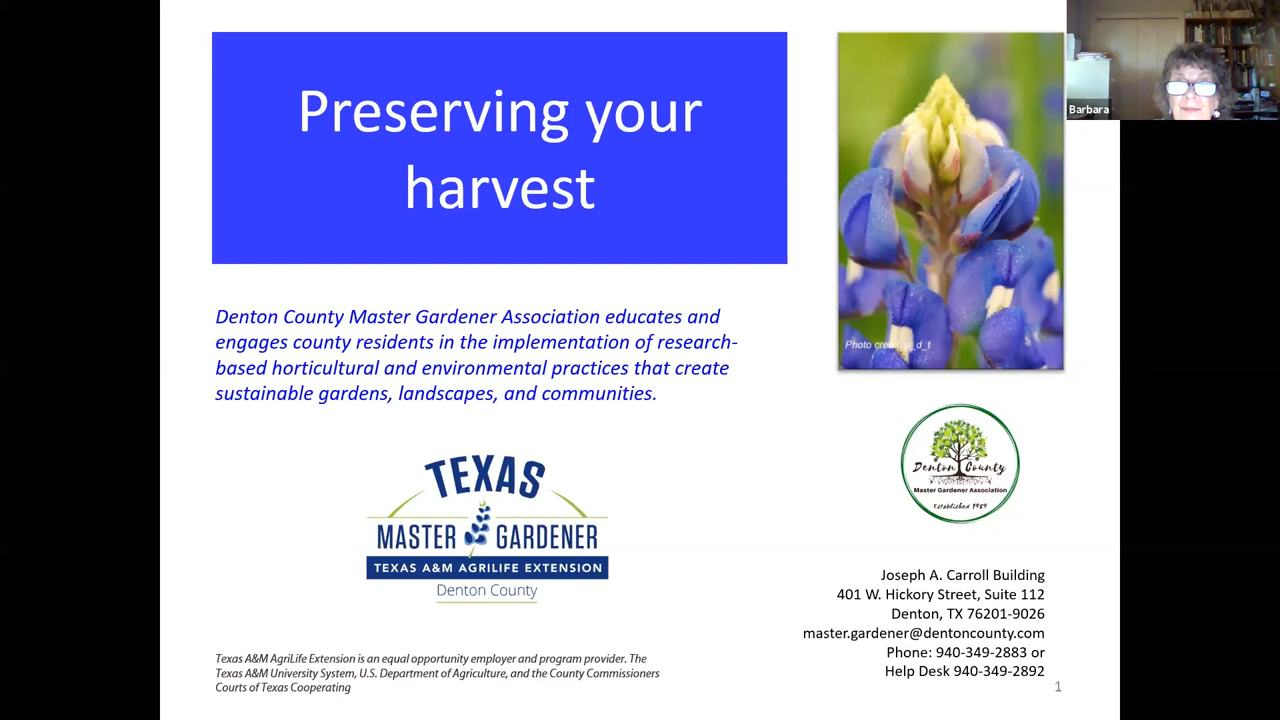 Preserving your
harvest
Barbara
Photo credit: p_d_t
Denton County Master Gardener Association educates and
engages county residents in the implementation of research-
based horticultural and environmental practices that create
sustainable gardens, landscapes, and communities.
TEXAS
MASTER GARDENER
TEXAS A&M AGRILIFE EXTENSION
Denton County
Denton County
Master Gardener Association
Established 1989
Joseph A. Carroll Building
401 W. Hickory Street, Suite 112
Denton, TX 76201-9026
master.gardener@dentoncounty.com
Phone: 940-349-2883 or
Help Desk 940-349-2892
Texas A&M AgriLife Extension is an equal opportunity employer and program provider. The
Texas A&M University System, U.S. Department of Agriculture, and the County Commissioners
Courts of Texas Cooperating
1